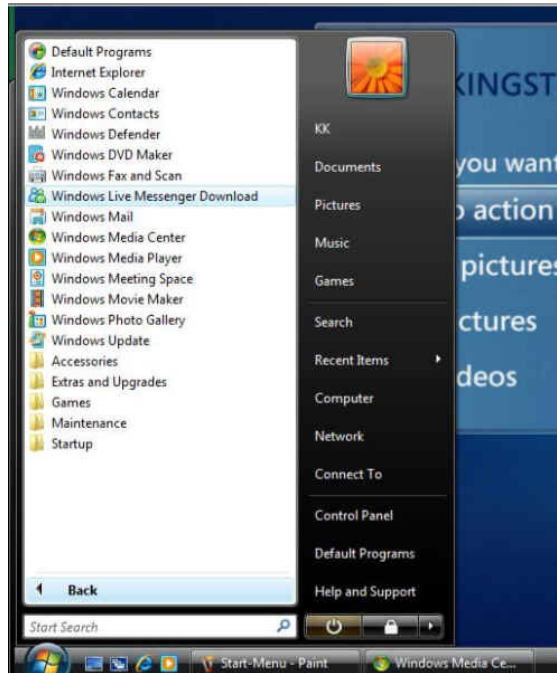 Default Programs
Internet Explorer
Windows Calendar
Windows Contacts
Windows Defender
Windows DVD Maker
Windows Fax and Scan
Windows Live Messenger Download
Windows Mail
Windows Media Center
Windows Media Player
Windows Meeting Space
Windows Movie Maker
Windows Photo Gallery
Windows Update
Accessories
Extras and Upgrades
Games
Maintenance
Startup
Back
Start Search
KK
Documents
Pictures
Music
Games
Search
Recent Items
Computer
Network
Connect To
Control Panel
Default Programs
Help and Support
KINGST
you want
o action
pictures
ctures
deos
Start-Menu - Paint
Windows Media Ce...